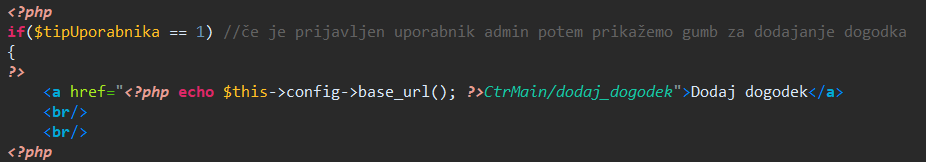 <?php
if($tipUporabnika == 1) //če je prijavljen uporabnik admin potem prikažemo gumb za dodajanje dogodka
{
?>
<a href="<?php echo $this->config->base_url(); ?>CtrMain/dodaj_dogodek">Dodaj dogodek</a>
<br/>
<br/>
<?php